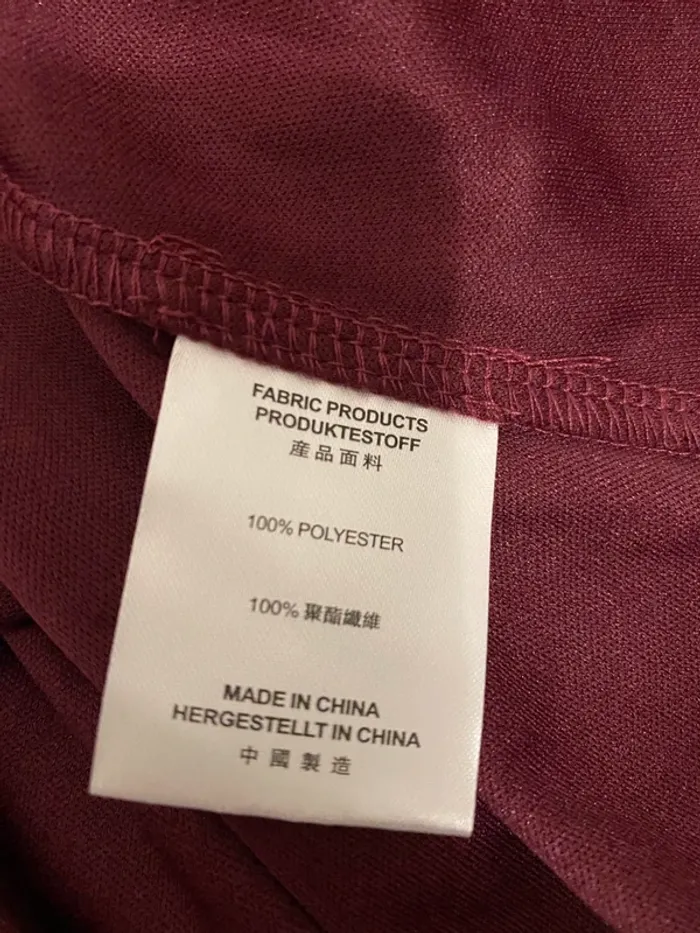 FABRIC PRODUCTS
PRODUKTESTOFF
産品面料
100% POLYESTER
100% 聚酯纖維
MADE IN CHINA
HERGESTELLT IN CHINA
中國製造